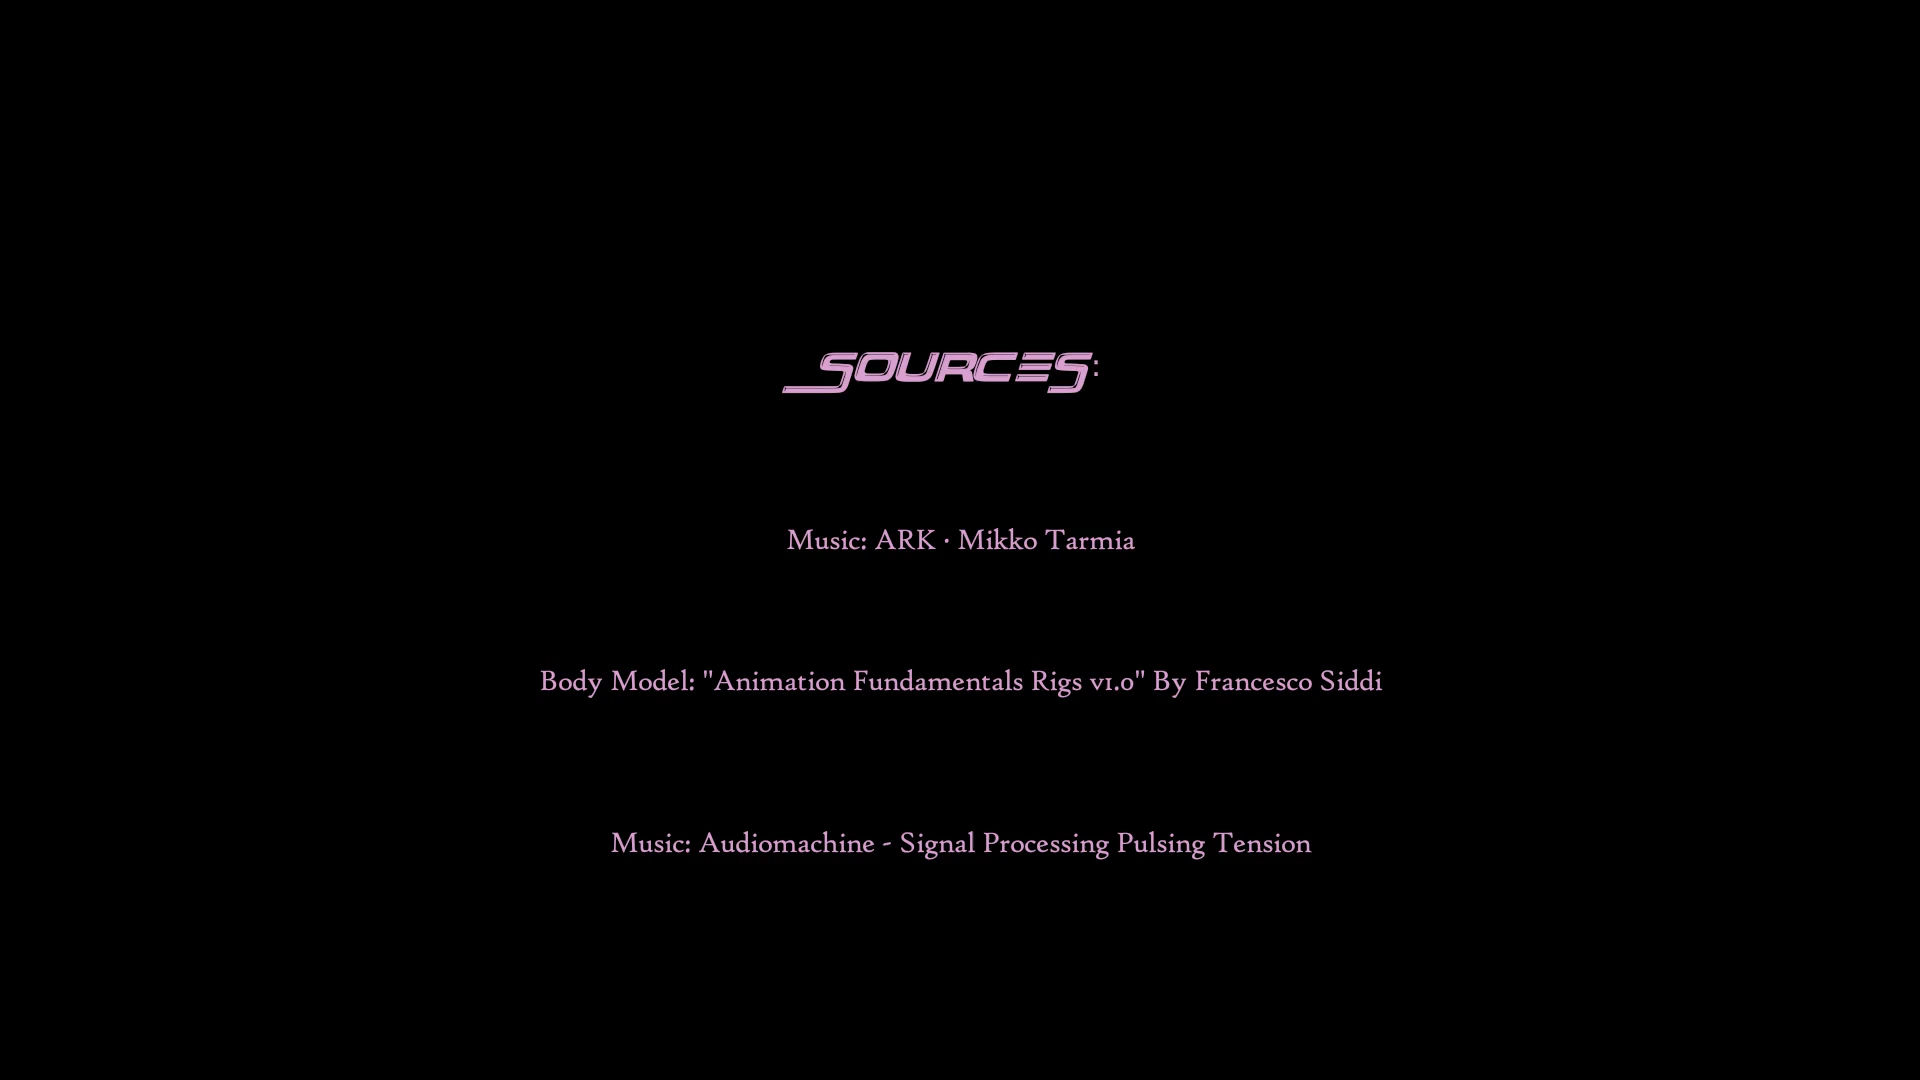 SOURCES:
Music: ARK · Mikko Tarmia
Body Model: "Animation Fundamentals Rigs v1.0" By Francesco Siddi
Music: Audiomachine - Signal Processing Pulsing Tension